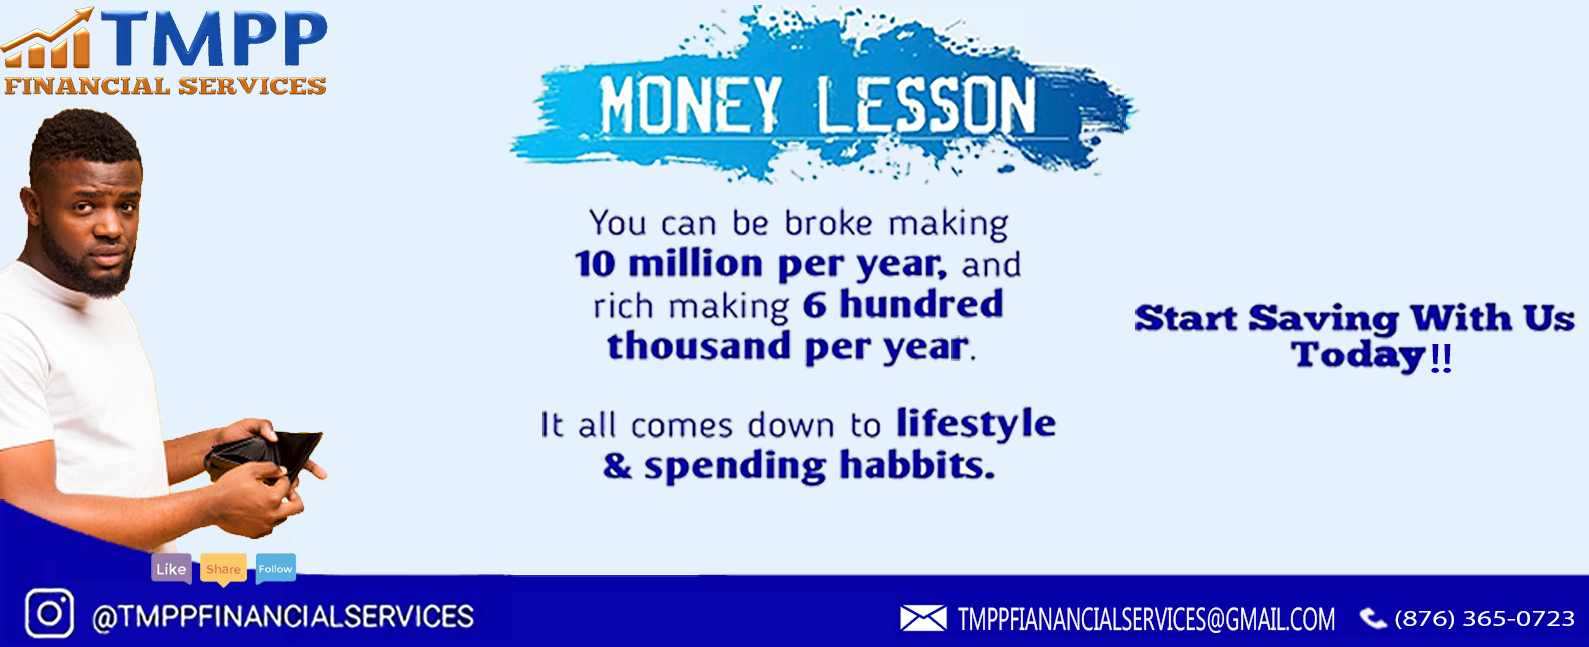 TMPP
FINANCIAL SERVICES
MONEY LESSON
You can be broke making
10 million per year, and
rich making 6 hundred
thousand per year.
It all comes down to lifestyle
& spending habbits.
Start Saving With Us
Today!!
Like Share Follow
@TMPPFINANCIALSERVICES
TMPPFIANANCIALSERVICES@GMAIL.COM
(876) 365-0723